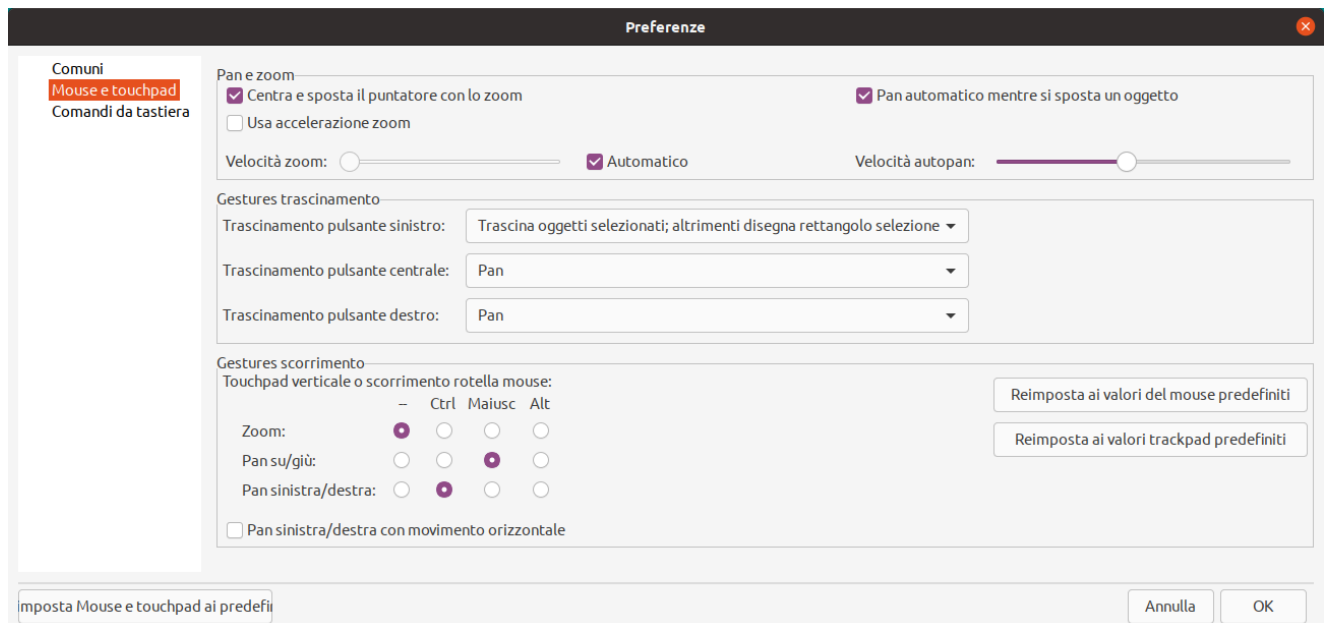 Preferenze
Comuni
Mouse e touchpad
Comandi da tastiera
Pan e zoom
Centra e sposta il puntatore con lo zoom
Pan automatico mentre si sposta un oggetto
Usa accelerazione zoom
Velocità zoom:
Automatico
Velocità autopan:
Gestures trascinamento
Trascinamento pulsante sinistro:
Trascina oggetti selezionati; altrimenti disegna rettangolo selezione
Trascinamento pulsante centrale:
Pan
Trascinamento pulsante destro:
Pan
Gestures scorrimento
Touchpad verticale o scorrimento rotella mouse:
-- Ctrl Maiusc Alt
Zoom:
Pan su/giù:
Pan sinistra/destra:
Pan sinistra/destra con movimento orizzontale
Reimposta ai valori del mouse predefiniti
Reimposta ai valori trackpad predefiniti
imposta Mouse e touchpad ai predefi
Annulla
OK